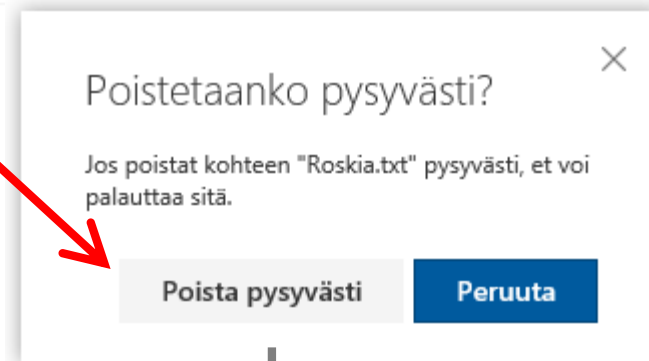 Poistetaanko pysyvästi?
Jos poistat kohteen "Roskia.txt" pysyvästi, et voi
palauttaa sitä.
Poista pysyvästi
Peruuta